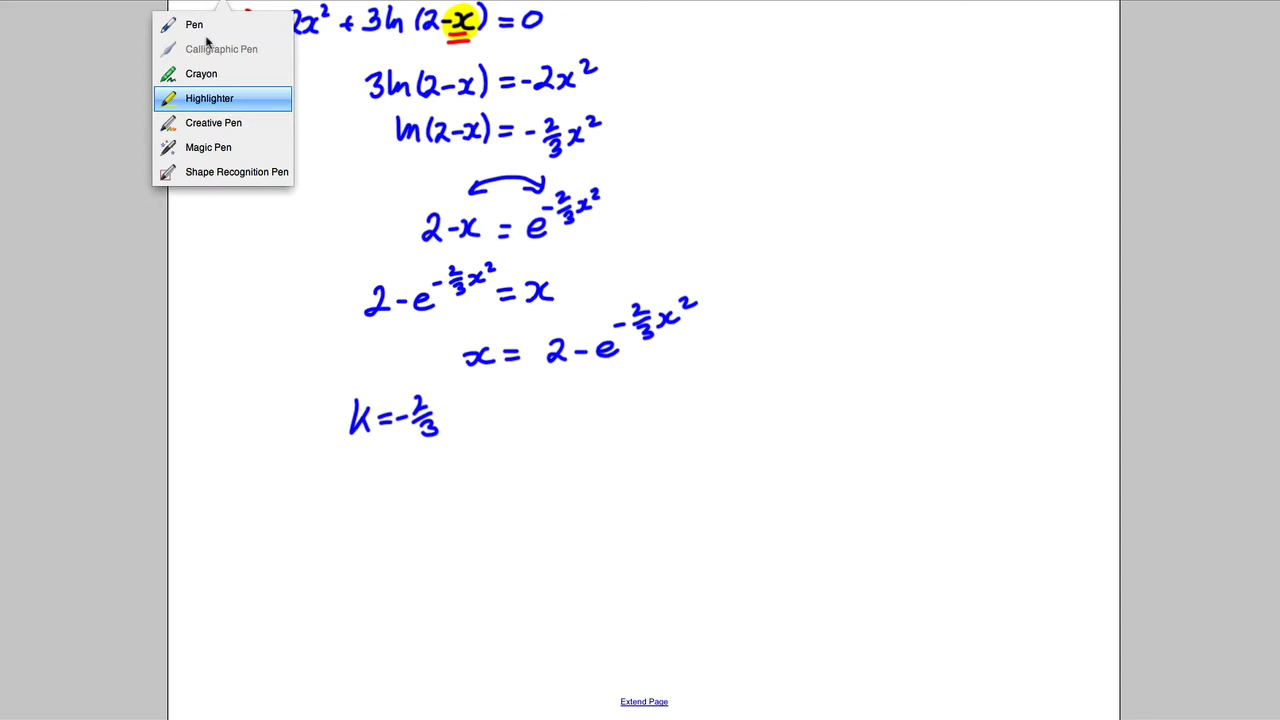 Pen
Calligraphic Pen
Crayon
Highlighter
Creative Pen
Magic Pen
Shape Recognition Pen
2x² + 3ln(2-x) = 0
3ln(2-x) = -2x²
ln(2-x) = -2/3x²
2-x = e^(-2/3x²)
2-e^(-2/3x²) = x
x = 2-e^(-2/3x²)
k=-2/3
Extend Page